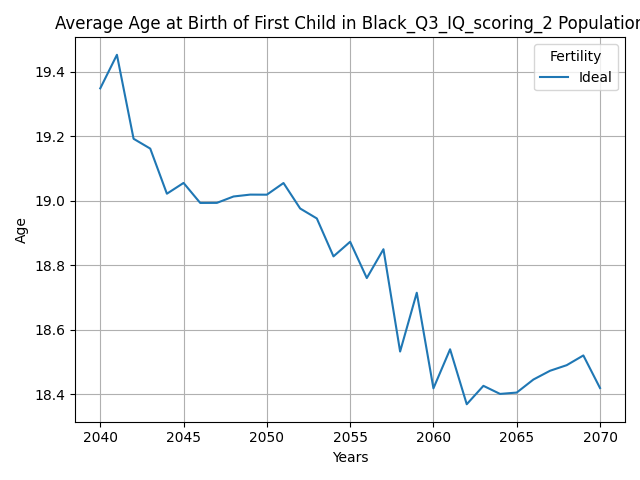 Average Age at Birth of First Child in Black_Q3_IQ_scoring_2 Population
Fertility
Ideal
19.4
19.2
19.0
18.8
18.6
18.4
Age
2040 2045 2050 2055 2060 2065 2070
Years